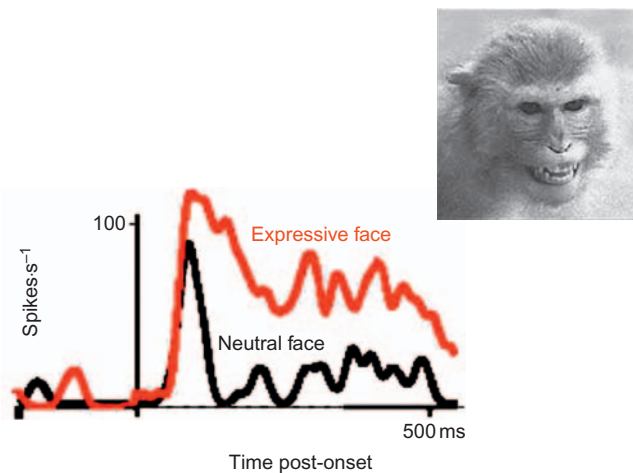 100
Expressive face
Spikes·s⁻¹
Neutral face
500 ms
Time post-onset